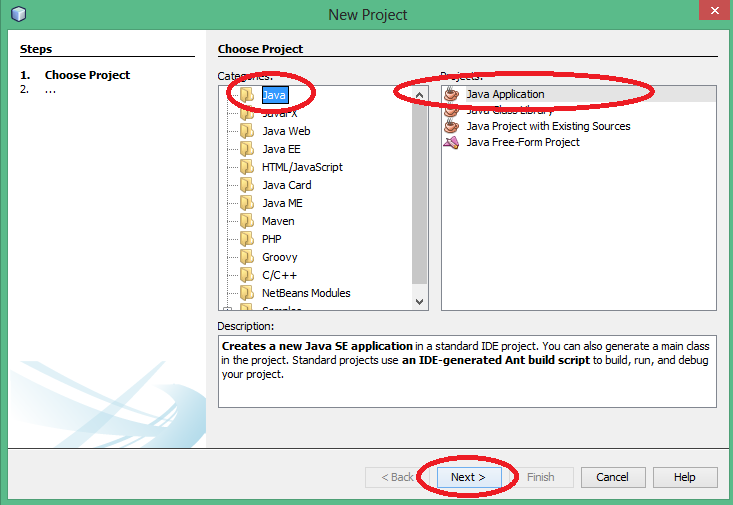 New Project
Steps
1. Choose Project
2. ...
Choose Project
Categories:
Java
JavaFX
Java Web
Java EE
HTML/JavaScript
Java Card
Java ME
Maven
PHP
Groovy
C/C++
NetBeans Modules
Samples
Projects:
Java Application
Java Class Library
Java Project with Existing Sources
Java Free-Form Project
Description:
Creates a new Java SE application in a standard IDE project. You can also generate a main class
in the project. Standard projects use an IDE-generated Ant build script to build, run, and debug
your project.
< Back
Next >
Finish
Cancel
Help